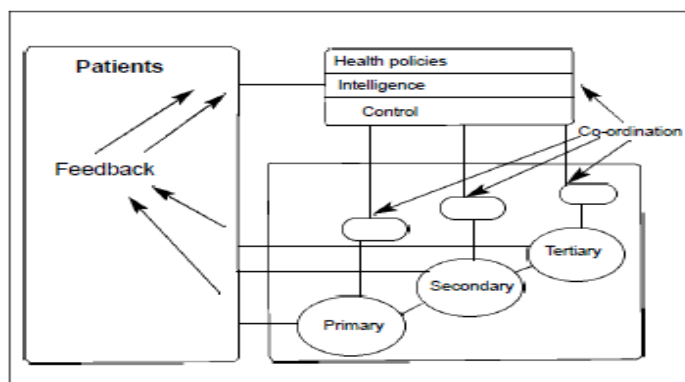 Patients
Health policies
Intelligence
Control
Co-ordination
Feedback
Tertiary
Secondary
Primary